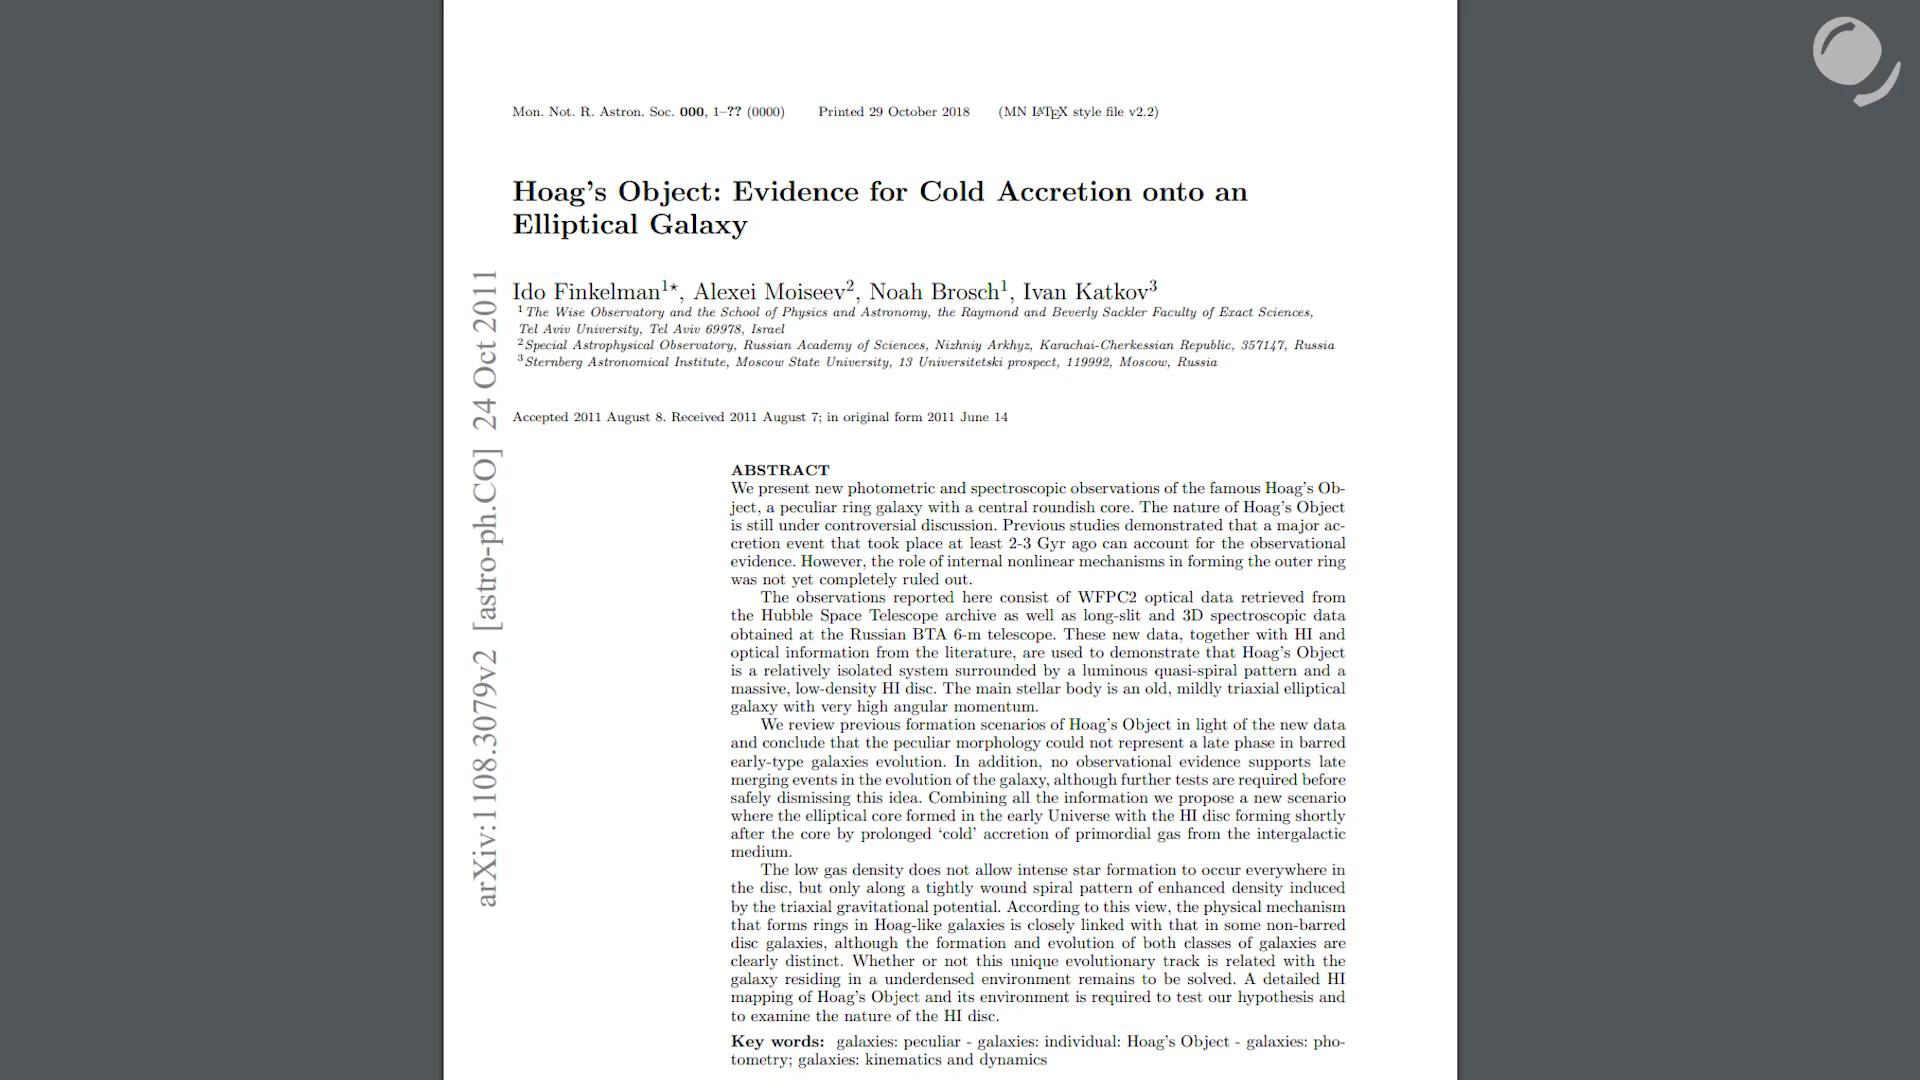 Mon. Not. R. Astron. Soc. 000, 1–?? (0000) Printed 29 October 2018 (MN LATEX style file v2.2)
Hoag's Object: Evidence for Cold Accretion onto an
Elliptical Galaxy
Ido Finkelman1⋆, Alexei Moiseev2, Noah Brosch1, Ivan Katkov3
1 The Wise Observatory and the School of Physics and Astronomy, the Raymond and Beverly Sackler Faculty of Exact Sciences,
Tel Aviv University, Tel Aviv 69978, Israel
2 Special Astrophysical Observatory, Russian Academy of Sciences, Nizhniy Arkhyz, Karachai-Cherkessian Republic, 357147, Russia
3 Sternberg Astronomical Institute, Moscow State University, 13 Universitetski prospect, 119992, Moscow, Russia
Accepted 2011 August 8. Received 2011 August 7; in original form 2011 June 14
arXiv:1108.3079v2 [astro-ph.CO] 24 Oct 2011
ABSTRACT
We present new photometric and spectroscopic observations of the famous Hoag's Ob-
ject, a peculiar ring galaxy with a central roundish core. The nature of Hoag's Object
is still under controversial discussion. Previous studies demonstrated that a major ac-
cretion event that took place at least 2-3 Gyr ago can account for the observational
evidence. However, the role of internal nonlinear mechanisms in forming the outer ring
was not yet completely ruled out.
The observations reported here consist of WFPC2 optical data retrieved from
the Hubble Space Telescope archive as well as long-slit and 3D spectroscopic data
obtained at the Russian BTA 6-m telescope. These new data, together with HI and
optical information from the literature, are used to demonstrate that Hoag's Object
is a relatively isolated system surrounded by a luminous quasi-spiral pattern and a
massive, low-density HI disc. The main stellar body is an old, mildly triaxial elliptical
galaxy with very high angular momentum.
We review previous formation scenarios of Hoag's Object in light of the new data
and conclude that the peculiar morphology could not represent a late phase in barred
early-type galaxies evolution. In addition, no observational evidence supports late
merging events in the evolution of the galaxy, although further tests are required before
safely dismissing this idea. Combining all the information we propose a new scenario
where the elliptical core formed in the early Universe with the HI disc forming shortly
after the core by prolonged 'cold' accretion of primordial gas from the intergalactic
medium.
The low gas density does not allow intense star formation to occur everywhere in
the disc, but only along a tightly wound spiral pattern of enhanced density induced
by the triaxial gravitational potential. According to this view, the physical mechanism
that forms rings in Hoag-like galaxies is closely linked with that in some non-barred
disc galaxies, although the formation and evolution of both classes of galaxies are
clearly distinct. Whether or not this unique evolutionary track is related with the
galaxy residing in a underdensed environment remains to be solved. A detailed HI
mapping of Hoag's Object and its environment is required to test our hypothesis and
to examine the nature of the HI disc.
Key words: galaxies: peculiar - galaxies: individual: Hoag's Object - galaxies: pho-
tometry; galaxies: kinematics and dynamics